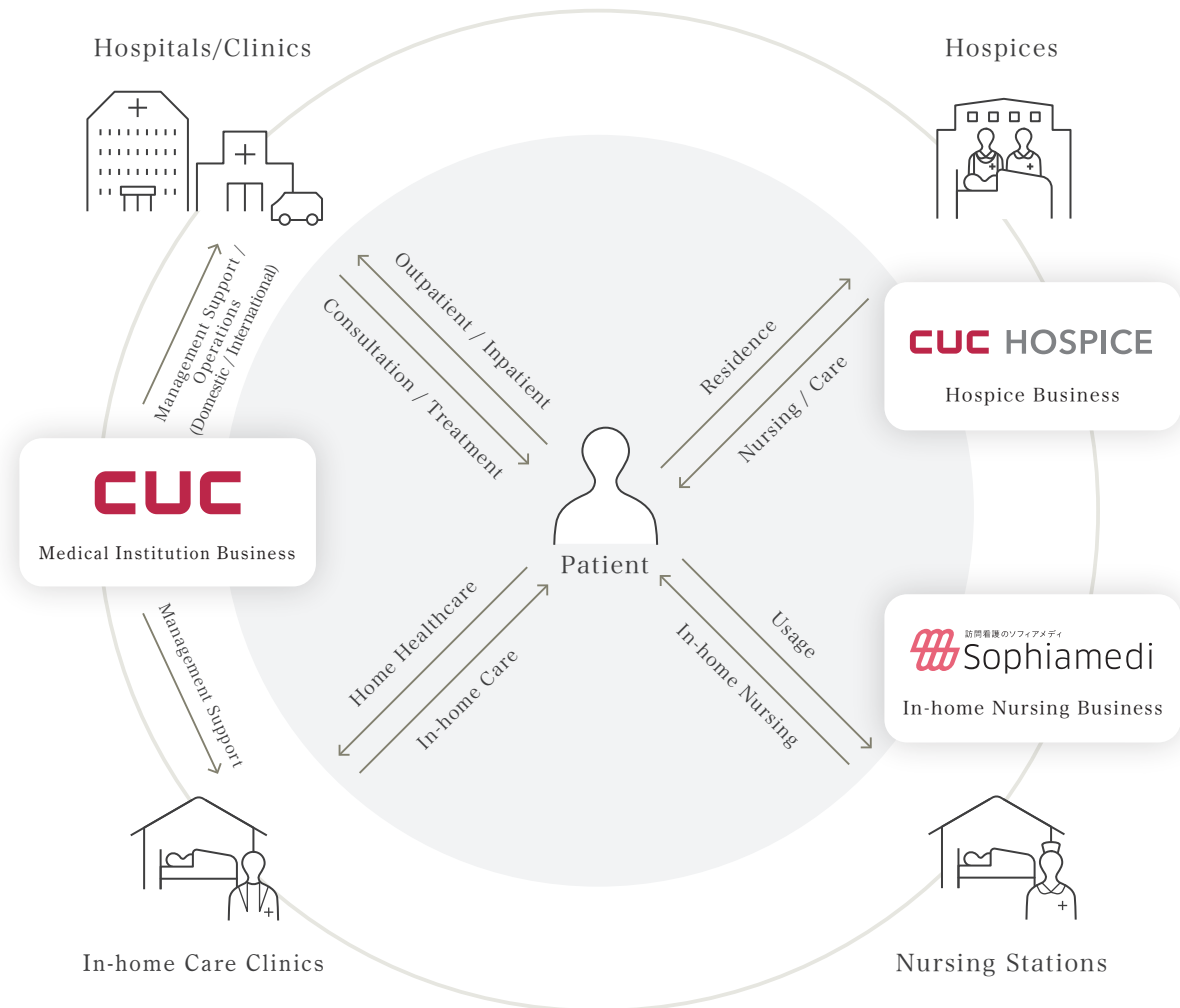 Hospitals/Clinics
Hospices
Management Support /
Operations
(Domestic / International)
Outpatient / Inpatient
Consultation / Treatment
Residence
Nursing / Care
CUC HOSPICE
Hospice Business
CUC
Medical Institution Business
Patient
Management Support
Home Healthcare
In-home Care
Usage
In-home Nursing
訪問看護のソフィアメディ
Sophiamedi
In-home Nursing Business
In-home Care Clinics
Nursing Stations